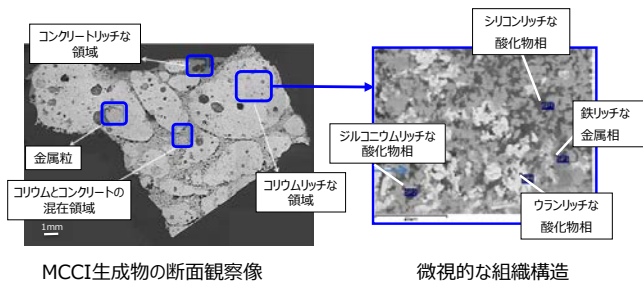 コンクリートリッチな
領域
金属粒
コリウムとコンクリートの
混在領域
コリウムリッチな
領域
1mm
MCCI生成物の断面観察像
シリコンリッチな
酸化物相
鉄リッチな
金属相
ジルコニウムリッチな
酸化物相
ウランリッチな
酸化物相
微視的な組織構造